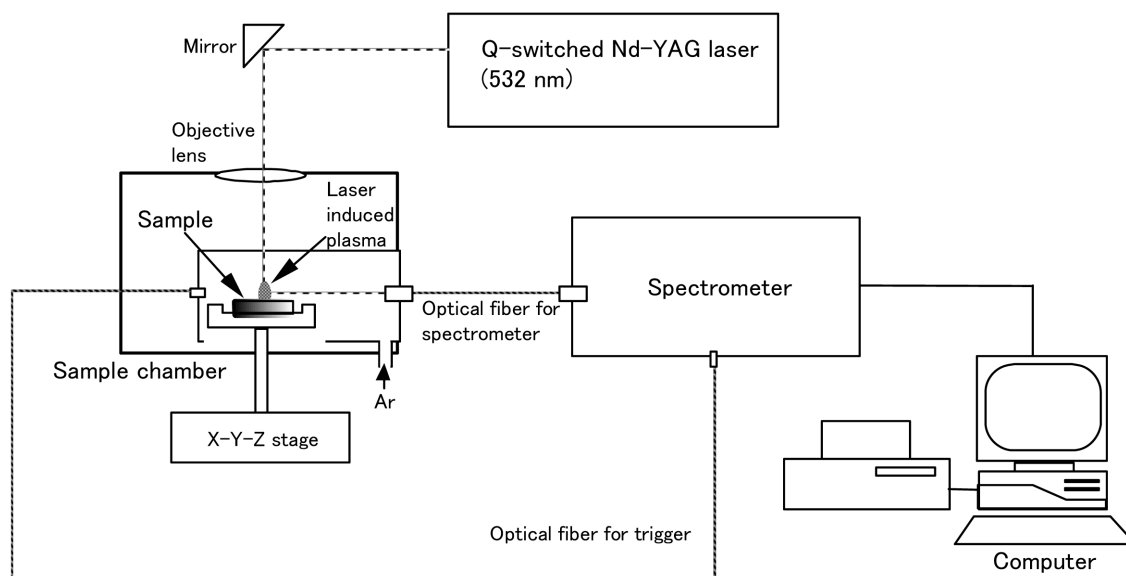 Mirror
Q-switched Nd-YAG laser
(532 nm)
Objective
lens
Laser
induced
plasma
Sample
Spectrometer
Optical fiber for
spectrometer
Sample chamber
Ar
X-Y-Z stage
Optical fiber for trigger
Computer